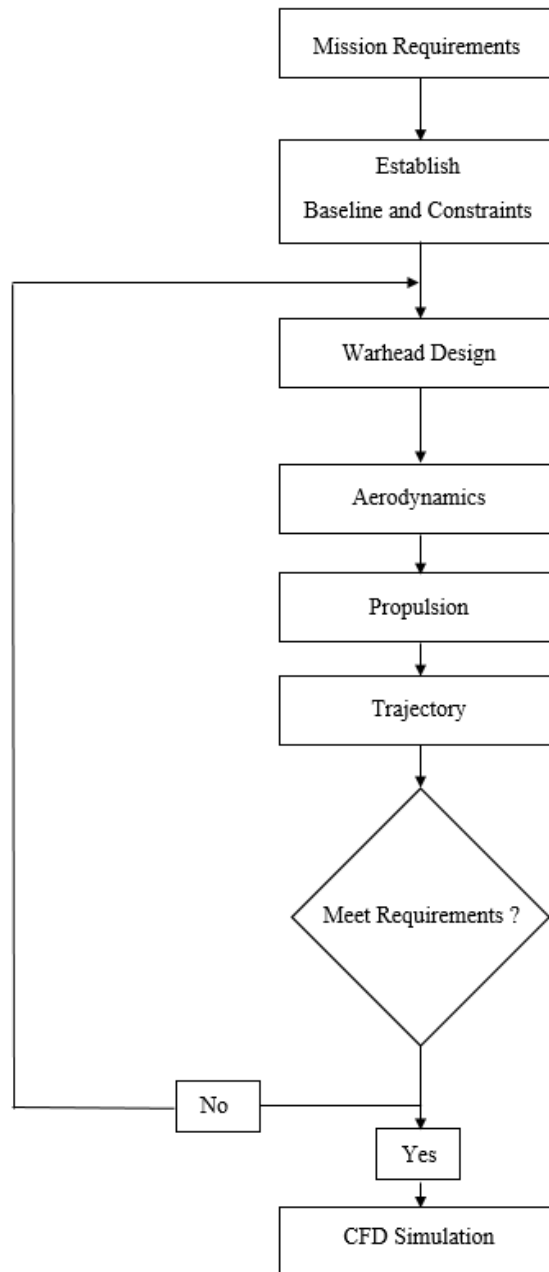 Mission Requirements
Establish
Baseline and Constraints
Warhead Design
Aerodynamics
Propulsion
Trajectory
Meet Requirements ?
No
Yes
CFD Simulation